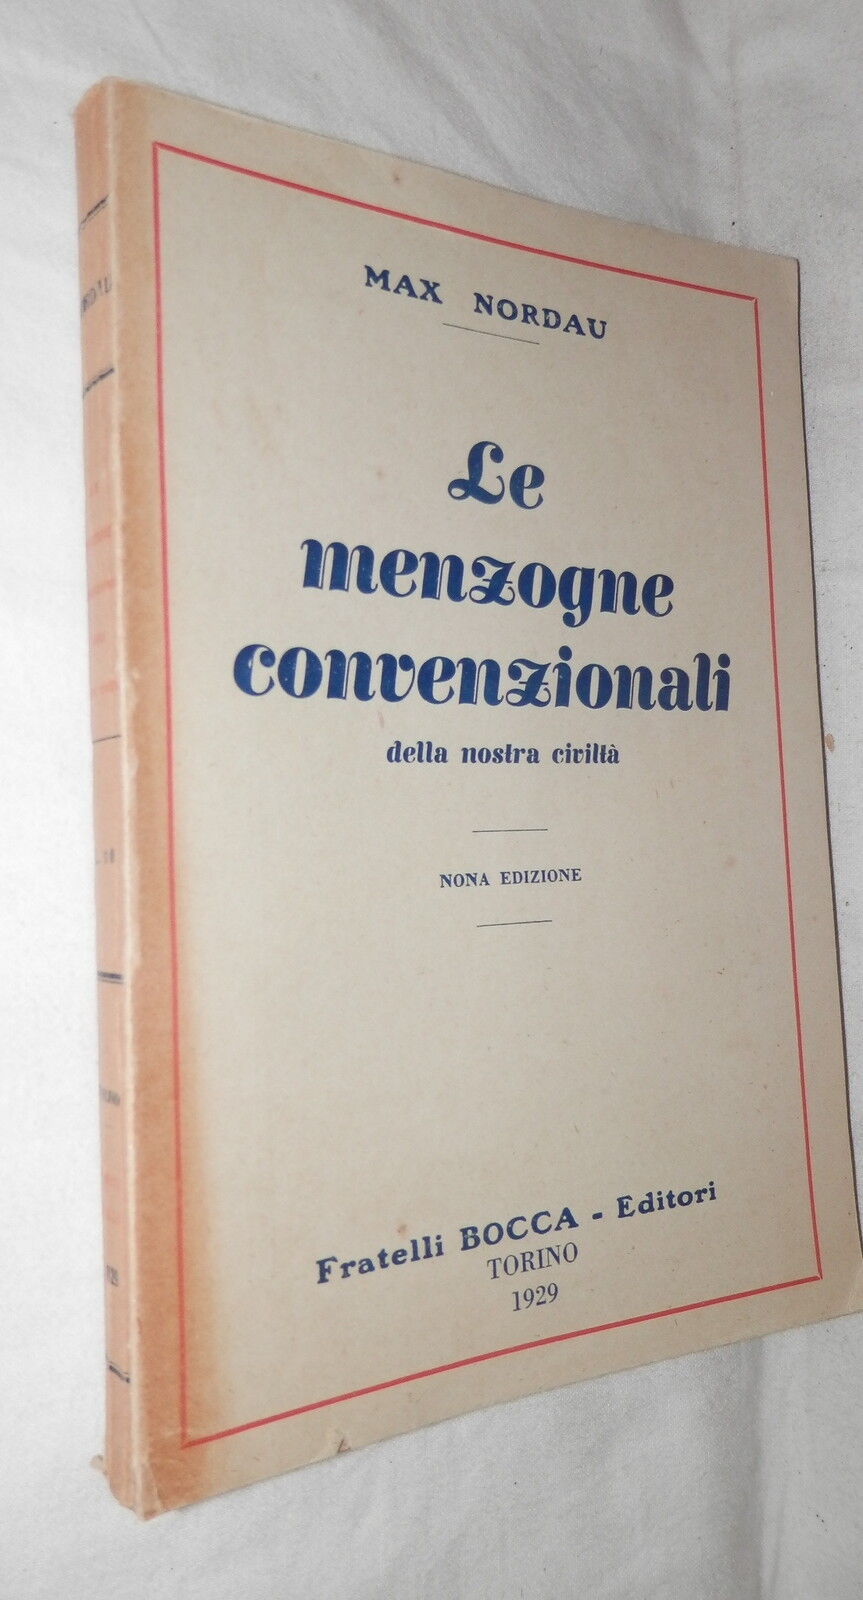 MAX NORDAU
Le
menzogne
convenzionali
della nostra civiltà
NONA EDIZIONE
Fratelli BOCCA - Editori
TORINO
1929